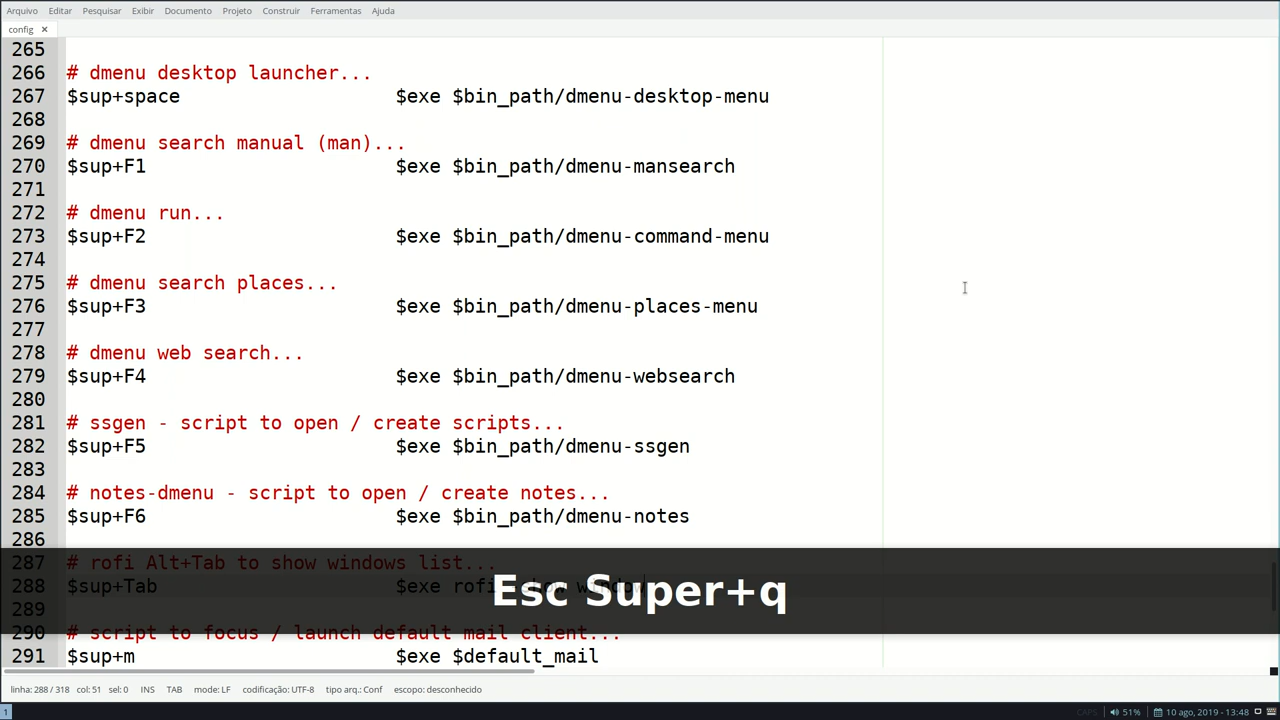 Arquivo Editar Pesquisar Exibir Documento Projeto Construir Ferramentas Ajuda
config
265
266 # dmenu desktop launcher...
267 $sup+space $exe $bin_path/dmenu-desktop-menu
268
269 # dmenu search manual (man)...
270 $sup+F1 $exe $bin_path/dmenu-mansearch
271
272 # dmenu run...
273 $sup+F2 $exe $bin_path/dmenu-command-menu
274
275 # dmenu search places...
276 $sup+F3 $exe $bin_path/dmenu-places-menu
277
278 # dmenu web search...
279 $sup+F4 $exe $bin_path/dmenu-websearch
280
281 # ssgen - script to open / create scripts...
282 $sup+F5 $exe $bin_path/dmenu-ssgen
283
284 # notes-dmenu - script to open / create notes...
285 $sup+F6 $exe $bin_path/dmenu-notes
286
287 # rofi Alt+Tab to show windows list...
288 $sup+Tab $exe rofi
Esc Super+q
289
290 # script to focus / launch default mail client...
291 $sup+m $exe $default_mail
linha: 288 / 318 col: 51 sel: 0 INS TAB mode: LF codificação: UTF-8 tipo arq.: Conf escopo: desconhecido
1 CAPS 51% 10 ago, 2019 - 13:48